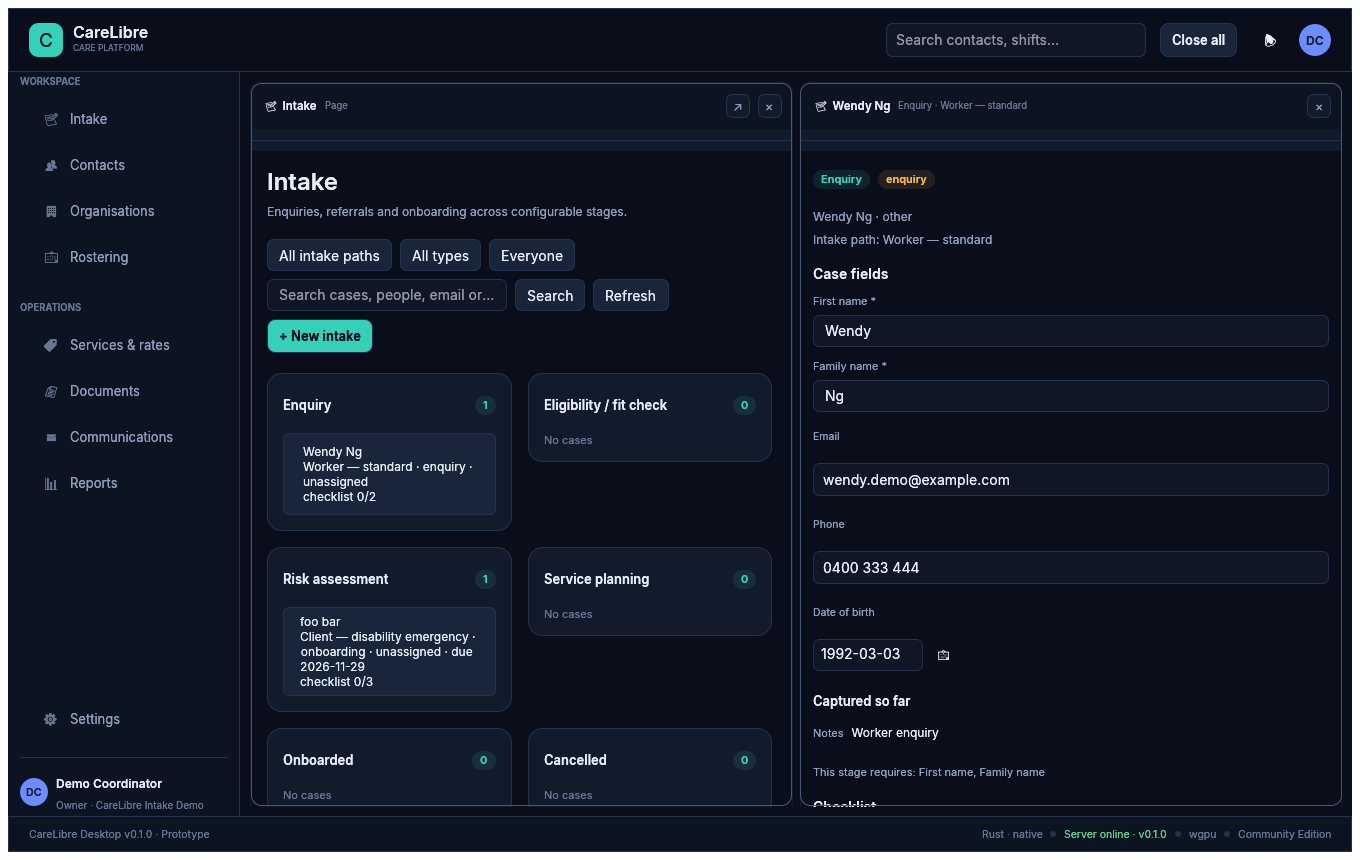 C
CareLibre
CARE PLATFORM
Search contacts, shifts...
Close all
DC
WORKSPACE
Intake
Contacts
Organisations
Rostering
OPERATIONS
Services & rates
Documents
Communications
Reports
Settings
DC
Demo Coordinator
Owner · CareLibre Intake Demo
Intake Page
Intake
Enquiries, referrals and onboarding across configurable stages.
All intake paths
All types
Everyone
Search cases, people, email or...
Search
Refresh
+ New intake
Enquiry 1
Wendy Ng
Worker — standard · enquiry ·
unassigned
checklist 0/2
Eligibility / fit check 0
No cases
Risk assessment 1
foo bar
Client — disability emergency ·
onboarding · unassigned · due
2026-11-29
checklist 0/3
Service planning 0
No cases
Onboarded 0
No cases
Cancelled 0
No cases
Wendy Ng Enquiry · Worker — standard
Enquiry
enquiry
Wendy Ng · other
Intake path: Worker — standard
Case fields
First name *
Wendy
Family name *
Ng
Email
wendy.demo@example.com
Phone
0400 333 444
Date of birth
1992-03-03
Captured so far
Notes Worker enquiry
This stage requires: First name, Family name
Checklist
CareLibre Desktop v0.1.0 · Prototype
Rust · native
Server online · v0.1.0
wgpu
Community Edition